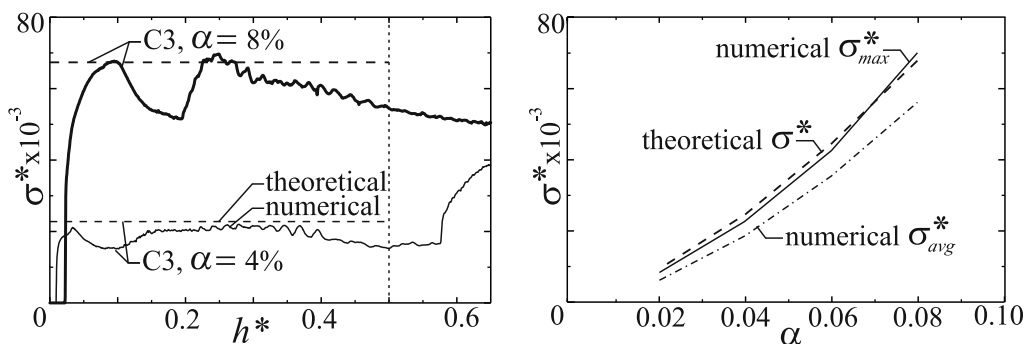 80
C3, α = 8%
σ*x10⁻³
theoretical
numerical
C3, α = 4%
0
0.2
0.4
0.6
h*
80
numerical σ*max
theoretical σ*
σ*x10⁻³
numerical σ*avg
0
0.02
0.04
0.06
0.08
0.10
α